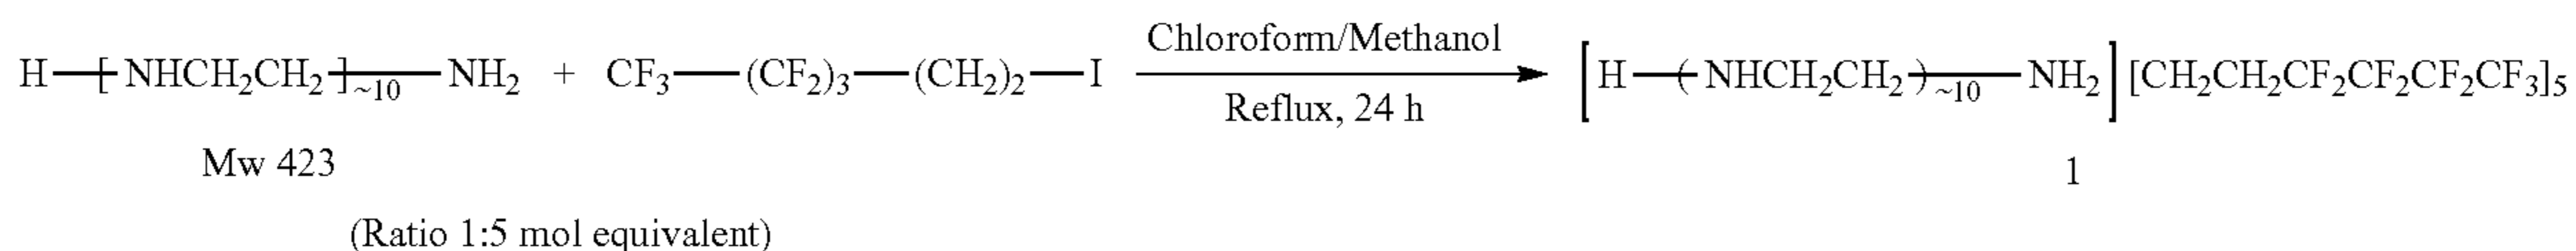 Chloroform/Methanol
H—[ NHCH₂CH₂ ]~10—NH₂ + CF₃—(CF₂)₃—(CH₂)₂—I [H—( NHCH₂CH₂ )~10—NH₂] [CH₂CH₂CF₂CF₂CF₂CF₃]₅
Reflux, 24 h
Mw 423 1
(Ratio 1:5 mol equivalent)